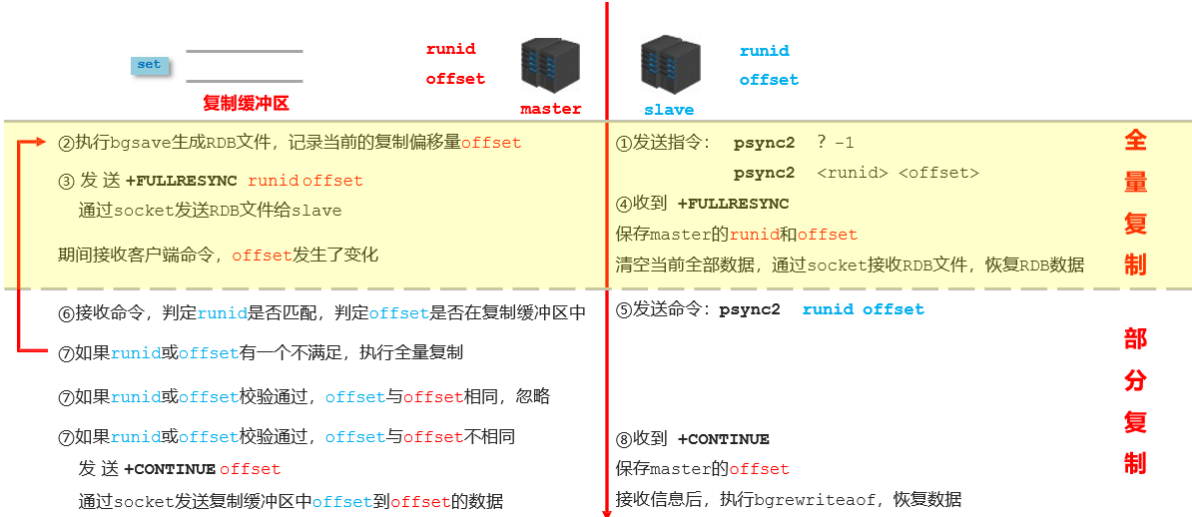 set
复制缓冲区
runid
offset
master
slave
runid
offset
②执行bgsave生成RDB文件，记录当前的复制偏移量offset
③ 发 送 +FULLRESYNC runid offset
通过socket发送RDB文件给slave
期间接收客户端命令，offset发生了变化
①发送指令： psync2 ? -1
psync2 <runid> <offset>
④收到 +FULLRESYNC
保存master的runid和offset
清空当前全部数据，通过socket接收RDB文件，恢复RDB数据
全
量
复
制
⑥接收命令，判定runid是否匹配，判定offset是否在复制缓冲区中
⑦如果runid或offset有一个不满足，执行全量复制
⑦如果runid或offset校验通过，offset与offset相同，忽略
⑦如果runid或offset校验通过，offset与offset不相同
发 送 +CONTINUE offset
通过socket发送复制缓冲区中offset到offset的数据
⑤发送命令：psync2 runid offset
⑧收到 +CONTINUE
保存master的offset
接收信息后，执行bgrewriteaof，恢复数据
部
分
复
制